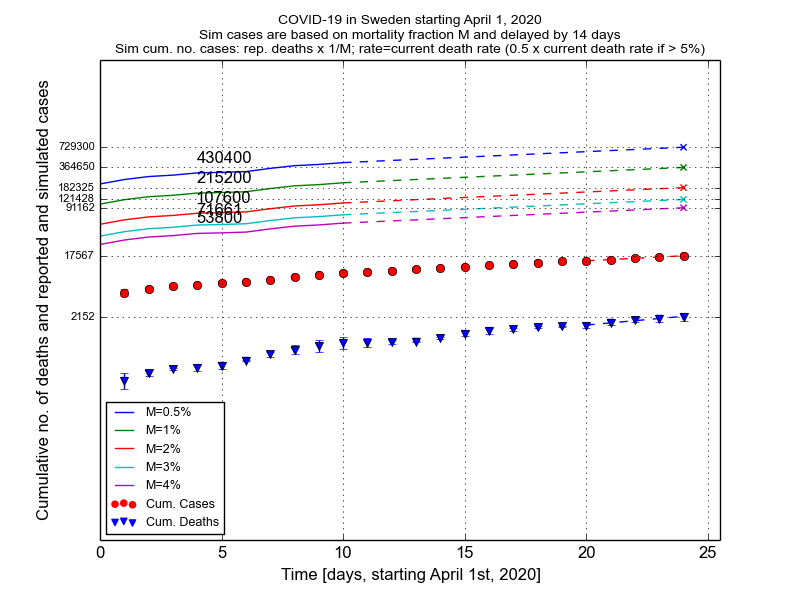 COVID-19 in Sweden starting April 1, 2020
Sim cases are based on mortality fraction M and delayed by 14 days
Sim cum. no. cases: rep. deaths x 1/M; rate=current death rate (0.5 x current death rate if > 5%)
Cumulative no. of deaths and reported and simulated cases
729300
364650
182325
121428
91162
17567
2152
430400
215200
107600
71661
53800
M=0.5%
M=1%
M=2%
M=3%
M=4%
Cum. Cases
Cum. Deaths
0 5 10 15 20 25
Time [days, starting April 1st, 2020]